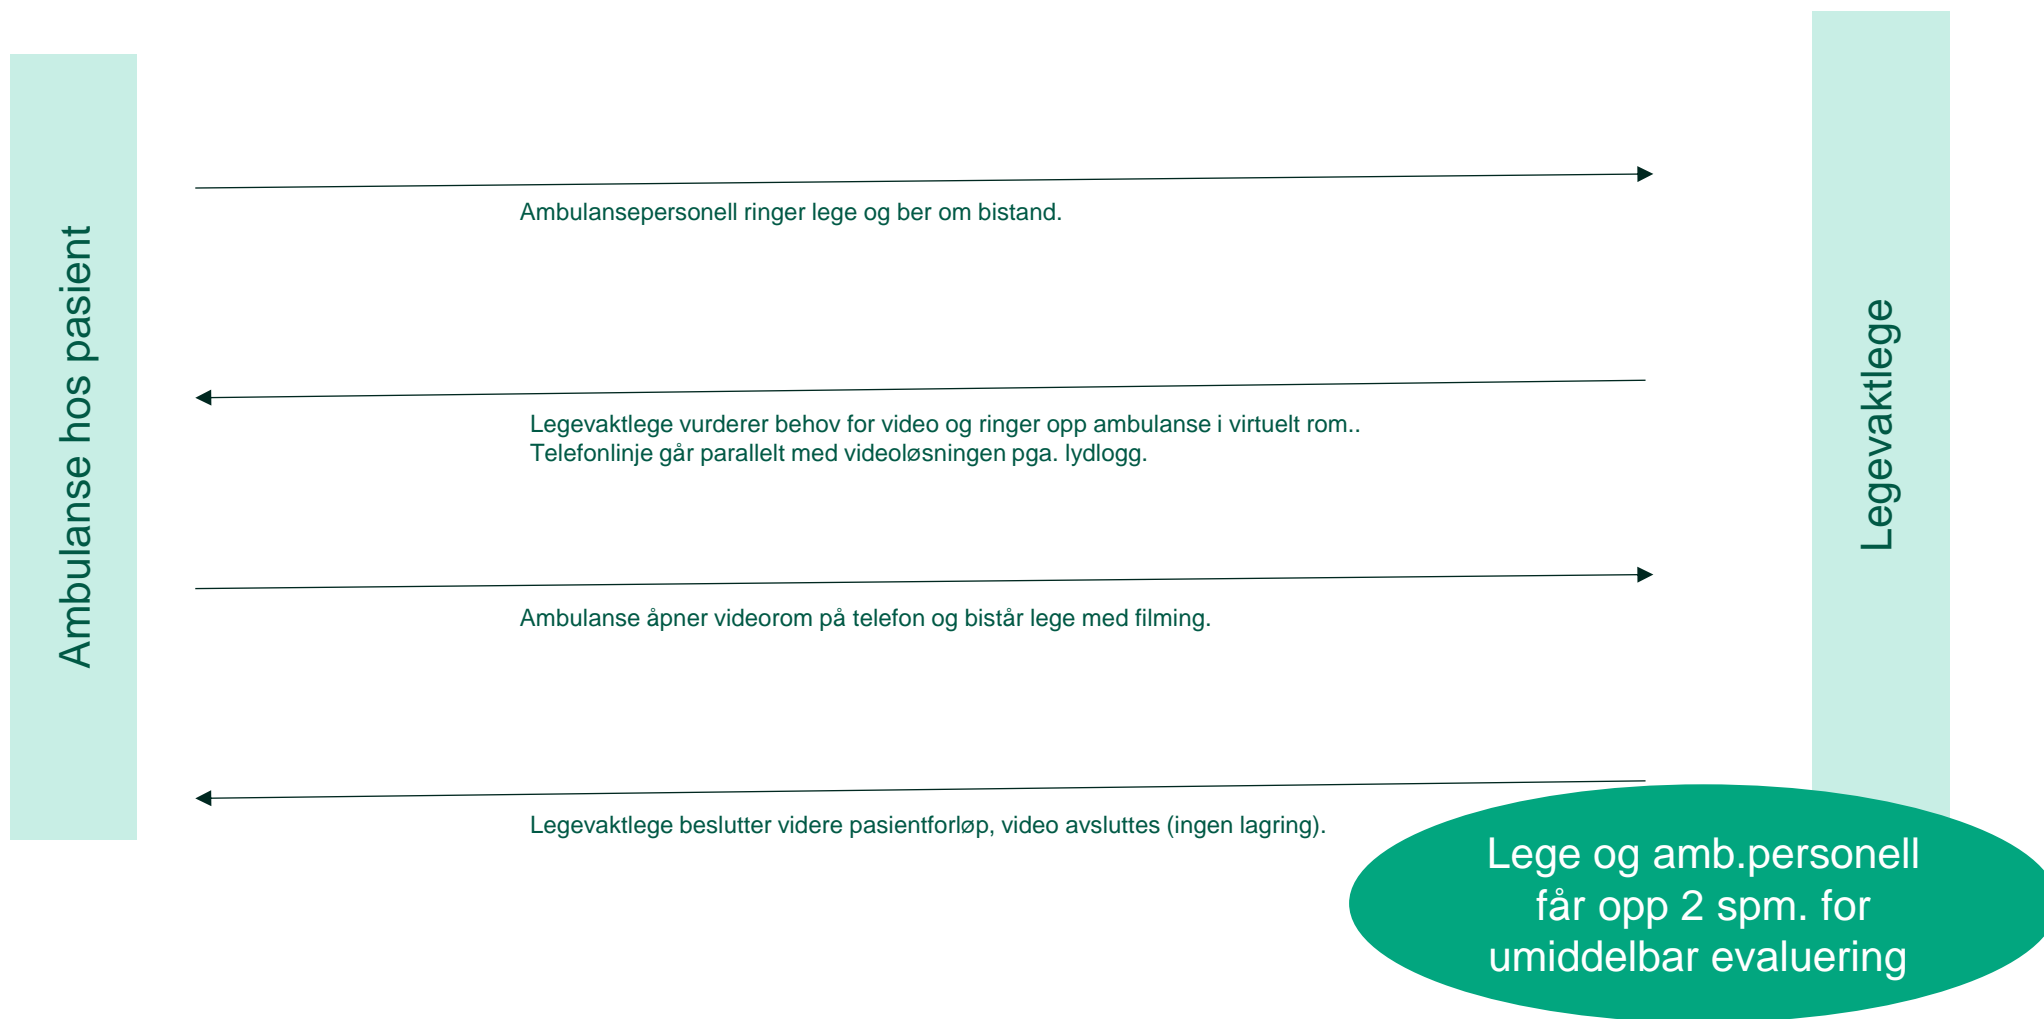 Ambulanse hos pasient
Ambulansepersonell ringer lege og ber om bistand.
Legevaktlege vurderer behov for video og ringer opp ambulanse i virtuelt rom..
Telefonlinje går parallelt med videoløsningen pga. lydlogg.
Ambulanse åpner videorom på telefon og bistår lege med filming.
Legevaktlege beslutter videre pasientforløp, video avsluttes (ingen lagring).
Legevaktlege
Lege og amb.personell
får opp 2 spm. for
umiddelbar evaluering